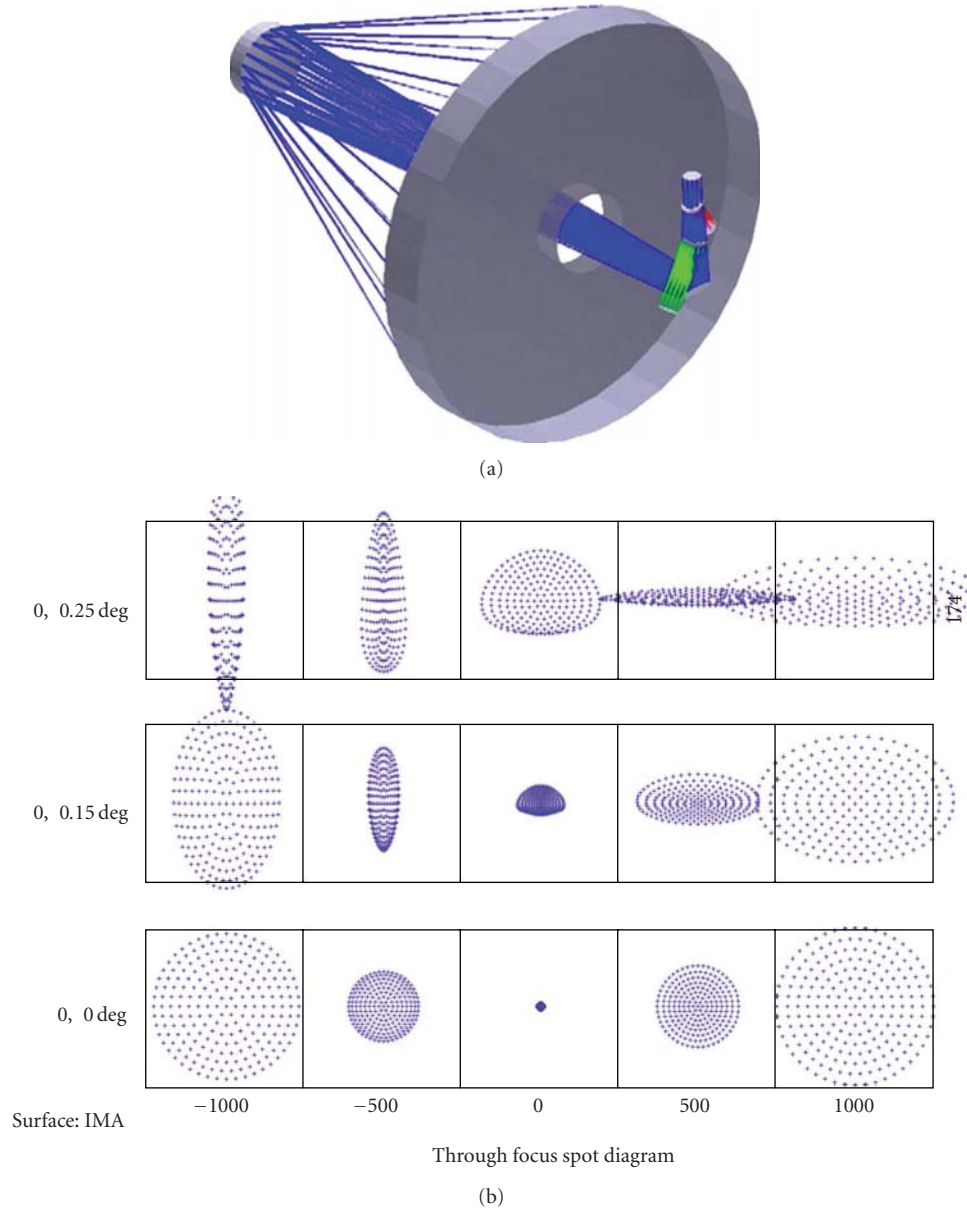 (a)
0, 0.25 deg
174
0, 0.15 deg
0, 0 deg
−1000 −500 0 500 1000
Surface: IMA
Through focus spot diagram
(b)